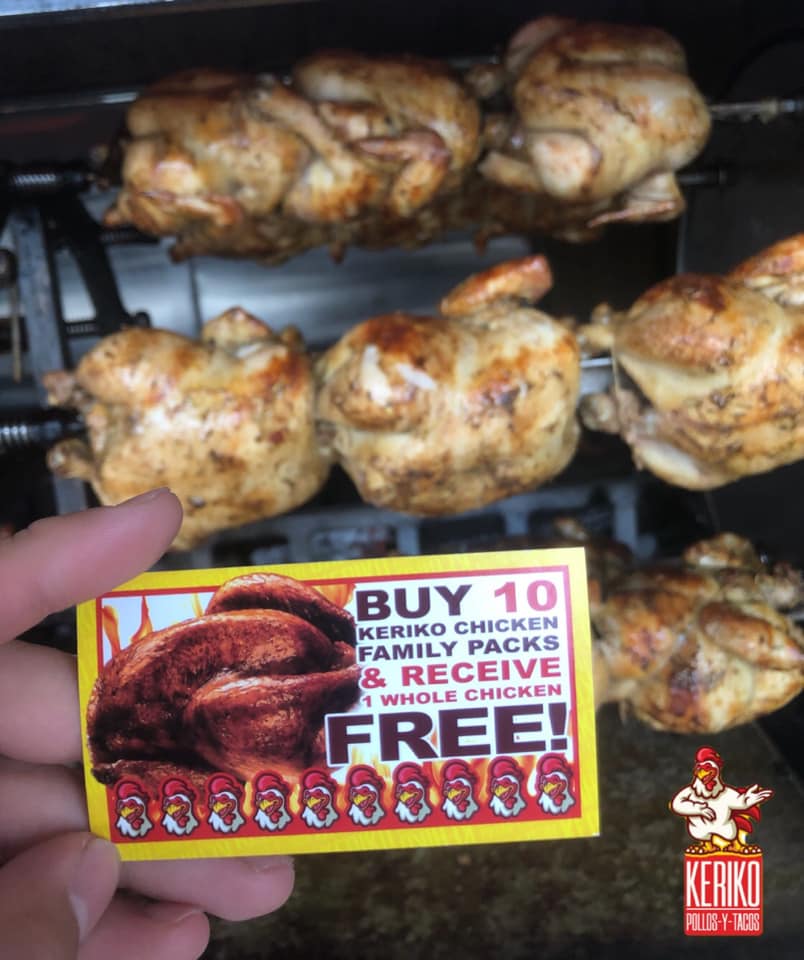 BUY 10
KERIKO CHICKEN
FAMILY PACKS
& RECEIVE
1 WHOLE CHICKEN
FREE!
KERIKO
POLLOS-Y-TACOS